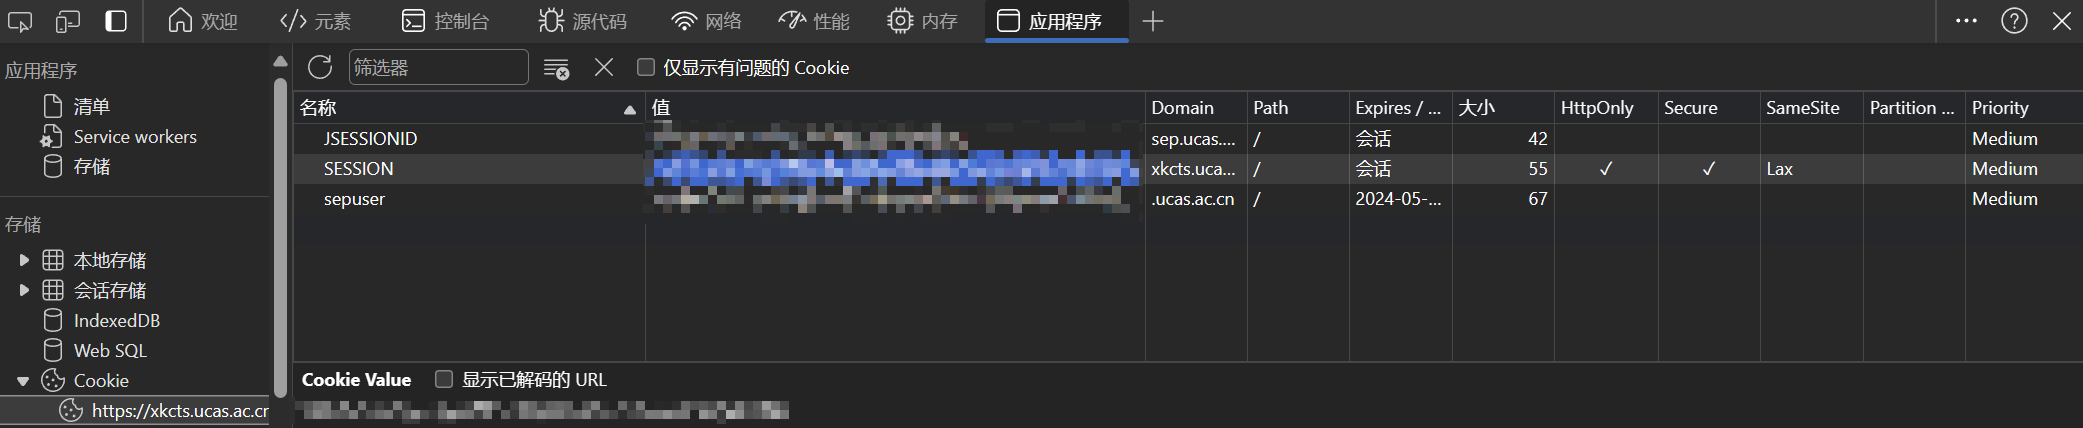 欢迎 元素 控制台 源代码 网络 性能 内存 应用程序
应用程序
清单
Service workers
存储
存储
本地存储
会话存储
IndexedDB
Web SQL
Cookie
https://xkcts.ucas.ac.cn
筛选器 仅显示有问题的 Cookie
名称 值 Domain Path Expires / ... 大小 HttpOnly Secure SameSite Partition ... Priority
JSESSIONID sep.ucas.... / 会话 42 Medium
SESSION xkcts.uca... / 会话 55 ✓ ✓ Lax Medium
sepuser .ucas.ac.cn / 2024-05-... 67 Medium
Cookie Value 显示已解码的 URL